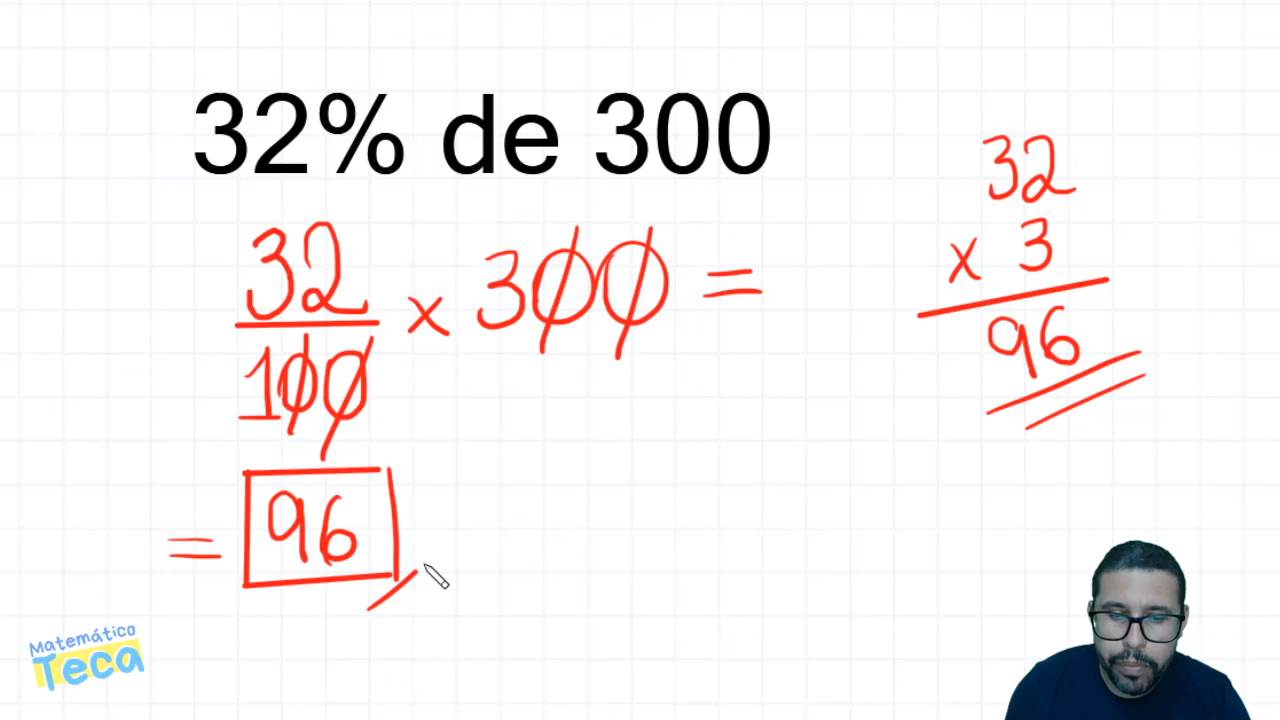 32% de 300
32
100
× 300 =
= 96
32
× 3
96
Matemático
Teca